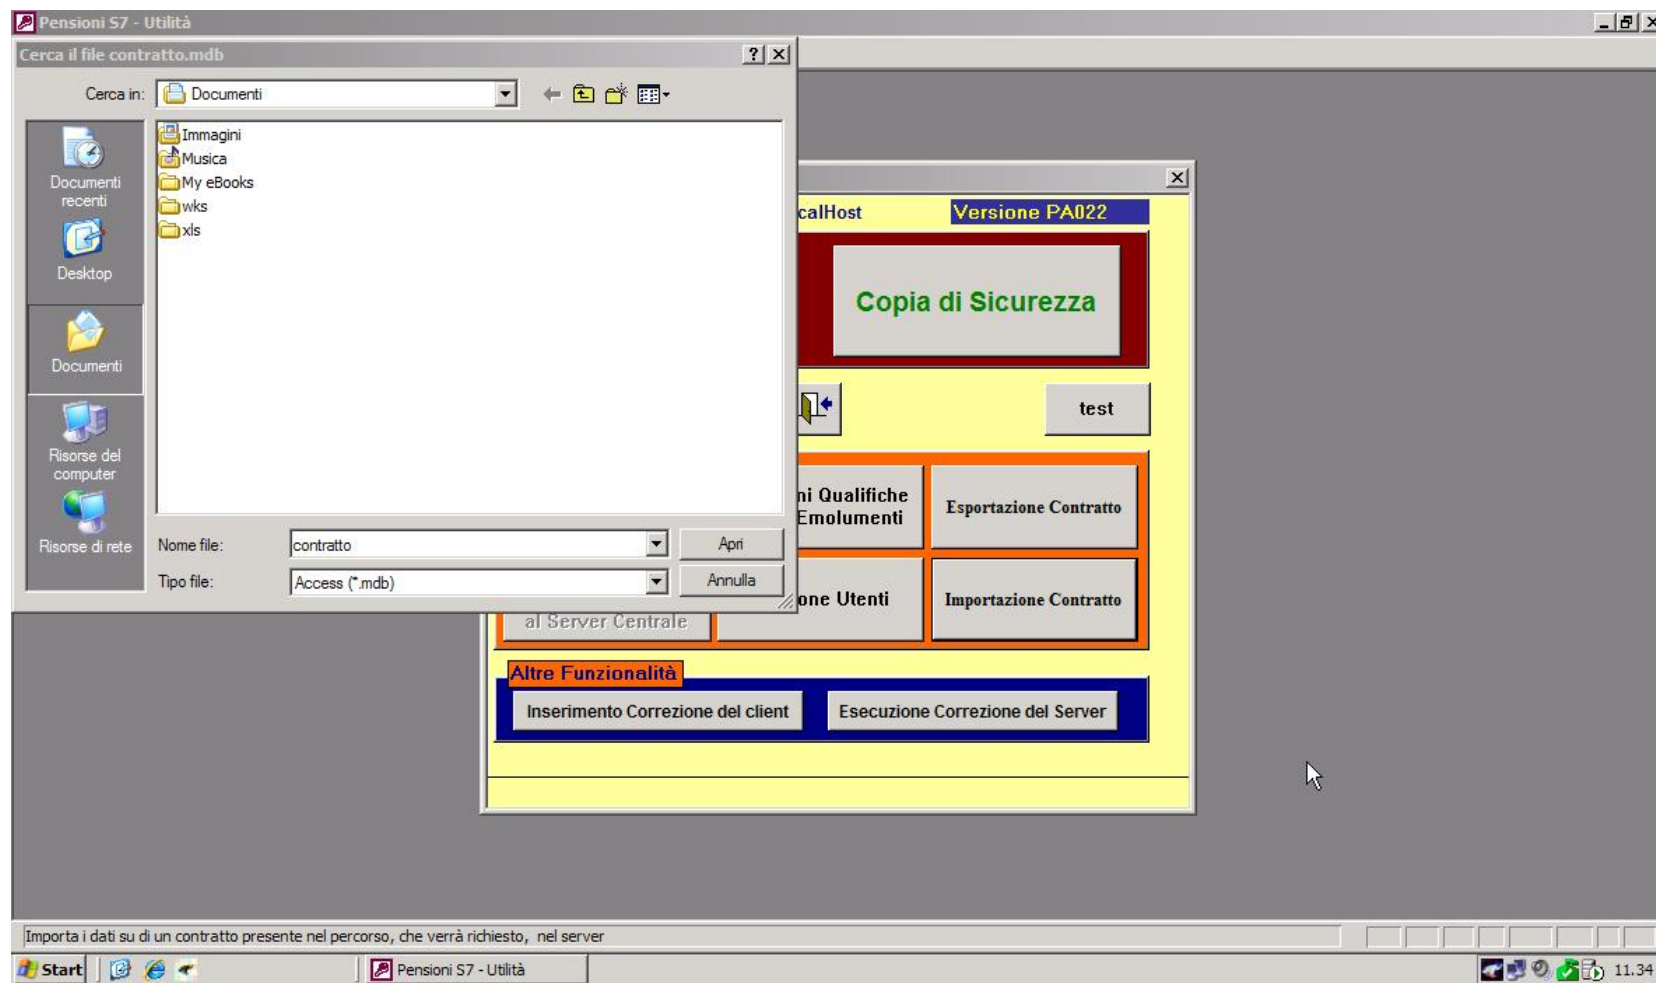 Pensioni S7 - Utilità
Cerca il file contratto.mdb
Cerca in:
Documenti
Immagini
Musica
My eBooks
wks
xls
Documenti
recenti
Desktop
Documenti
Risorse del
computer
Risorse di rete
Nome file:
contratto
Apri
Tipo file:
Access (*.mdb)
Annulla
calHost
Versione PA022
Copia di Sicurezza
test
ni Qualifiche
Emolumenti
Esportazione Contratto
al Server Centrale
one Utenti
Importazione Contratto
Altre Funzionalità
Inserimento Correzione del client
Esecuzione Correzione del Server
Importa i dati su di un contratto presente nel percorso, che verrà richiesto, nel server
Start
Pensioni S7 - Utilità
11.34